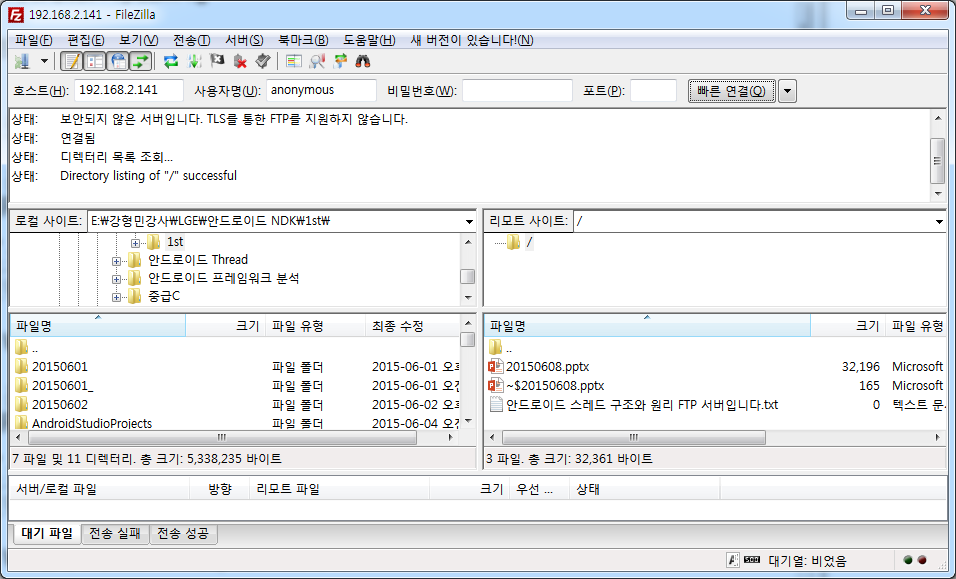 192.168.2.141 - FileZilla
파일(F) 편집(E) 보기(V) 전송(T) 서버(S) 북마크(B) 도움말(H) 새 버전이 있습니다!(N)
호스트(H): 192.168.2.141 사용자명(U): anonymous 비밀번호(W): 포트(P): 빠른 연결(Q)
상태: 보안되지 않은 서버입니다. TLS를 통한 FTP를 지원하지 않습니다.
상태: 연결됨
상태: 디렉터리 목록 조회...
상태: Directory listing of "/" successful
로컬 사이트: E:₩강형민강사₩LGE₩안드로이드 NDK₩1st₩
1st
안드로이드 Thread
안드로이드 프레임워크 분석
중급C
리모트 사이트: /
/
파일명 크기 파일 유형 최종 수정
..
20150601 파일 폴더 2015-06-01 오후
20150601_ 파일 폴더 2015-06-01 오전
20150602 파일 폴더 2015-06-02 오후
AndroidStudioProjects 파일 폴더 2015-06-04 오전
7 파일 및 11 디렉터리. 총 크기: 5,338,235 바이트
파일명 크기 파일 유형
..
20150608.pptx 32,196 Microsoft
~$20150608.pptx 165 Microsoft
안드로이드 스레드 구조와 원리 FTP 서버입니다.txt 0 텍스트 문서
3 파일. 총 크기: 32,361 바이트
서버/로컬 파일 방향 리모트 파일 크기 우선 ... 상태
대기 파일 전송 실패 전송 성공
대기열: 비었음